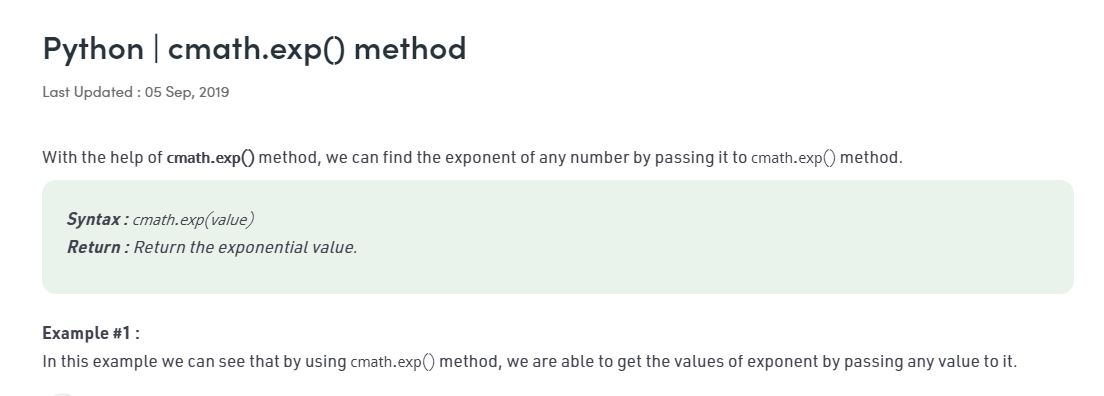 Python | cmath.exp() method
Last Updated : 05 Sep, 2019
With the help of cmath.exp() method, we can find the exponent of any number by passing it to cmath.exp() method.
Syntax : cmath.exp(value)
Return : Return the exponential value.
Example #1 :
In this example we can see that by using cmath.exp() method, we are able to get the values of exponent by passing any value to it.